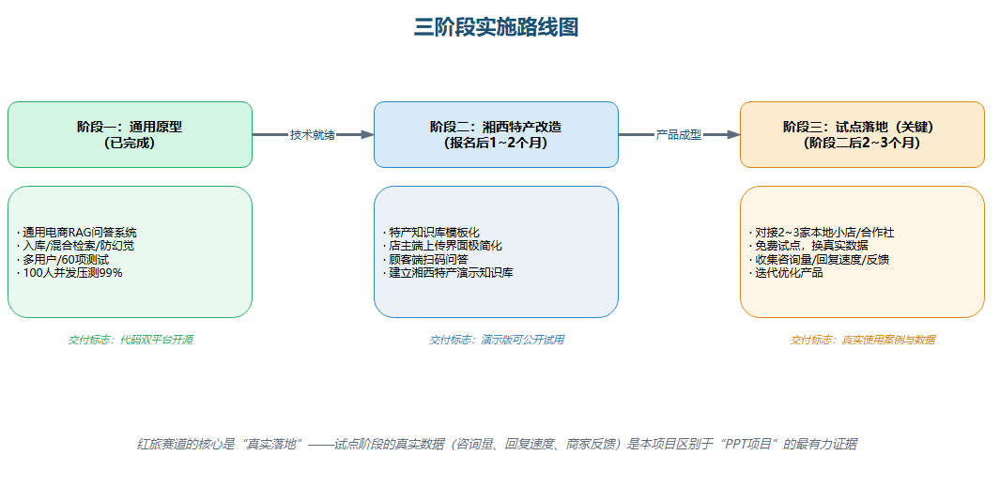 三阶段实施路线图
阶段一：通用原型
（已完成）
技术就绪
阶段二：湘西特产改造
（报名后1~2个月）
产品成型
阶段三：试点落地（关键）
（阶段二后2~3个月）
· 通用电商RAG问答系统
· 入库/混合检索/防幻觉
· 多用户/60项测试
· 100人并发压测99%
· 特产知识库模板化
· 店主端上传界面极简化
· 顾客端扫码问答
· 建立湘西特产演示知识库
· 对接2~3家本地小店/合作社
· 免费试点，换真实数据
· 收集咨询量/回复速度/反馈
· 迭代优化产品
交付标志：代码双平台开源
交付标志：演示版可公开试用
交付标志：真实使用案例与数据
红旅赛道的核心是“真实落地”——试点阶段的真实数据（咨询量、回复速度、商家反馈）是本项目区别于“PPT项目”的最有力证据